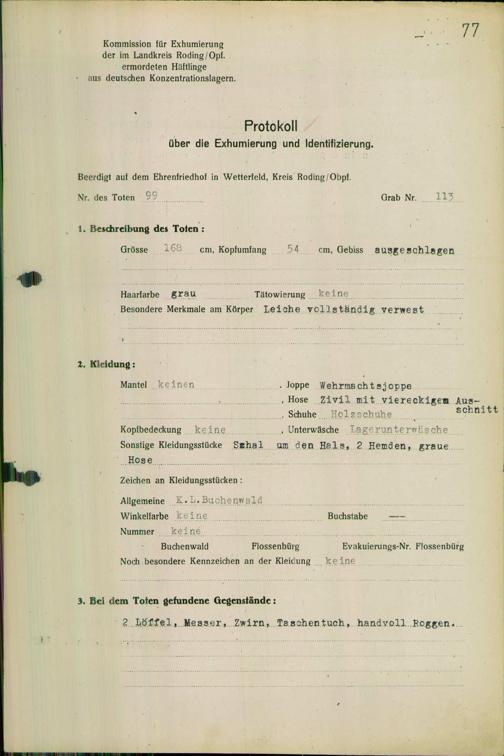 77
Kommission für Exhumierung
der im Landkreis Roding/Opf.
ermordeten Häftlinge
aus deutschen Konzentrationslagern.
Protokoll
über die Exhumierung und Identifizierung.
Beerdigt auf dem Ehrenfriedhof in Wetterfeld, Kreis Roding/Obpf.
Nr. des Toten 99 Grab Nr. 113
1. Beschreibung des Toten:
Grösse 168 cm, Kopfumfang 54 cm, Gebiss ausgeschlagen
Haarfarbe grau Tätowierung keine
Besondere Merkmale am Körper Leiche vollständig verwest
2. Kleidung:
Mantel keinen , Joppe Wehrmachtsjoppe
, Hose Zivil mit viereckigem Aus-
schnitt
, Schuhe Holzschuhe
Kopfbedeckung keine , Unterwäsche Lagerunterwäsche
Sonstige Kleidungsstücke Schal um den Hals, 2 Hemden, graue
Hose
Zeichen an Kleidungsstücken:
Allgemeine K.L.Buchenwald
Winkelfarbe keine Buchstabe —
Nummer keine
Buchenwald Flossenbürg Evakuierungs-Nr. Flossenbürg
Noch besondere Kennzeichen an der Kleidung keine
3. Bei dem Toten gefundene Gegenstände:
2 Löffel, Messer, Zwirn, Taschentuch, handvoll Roggen.